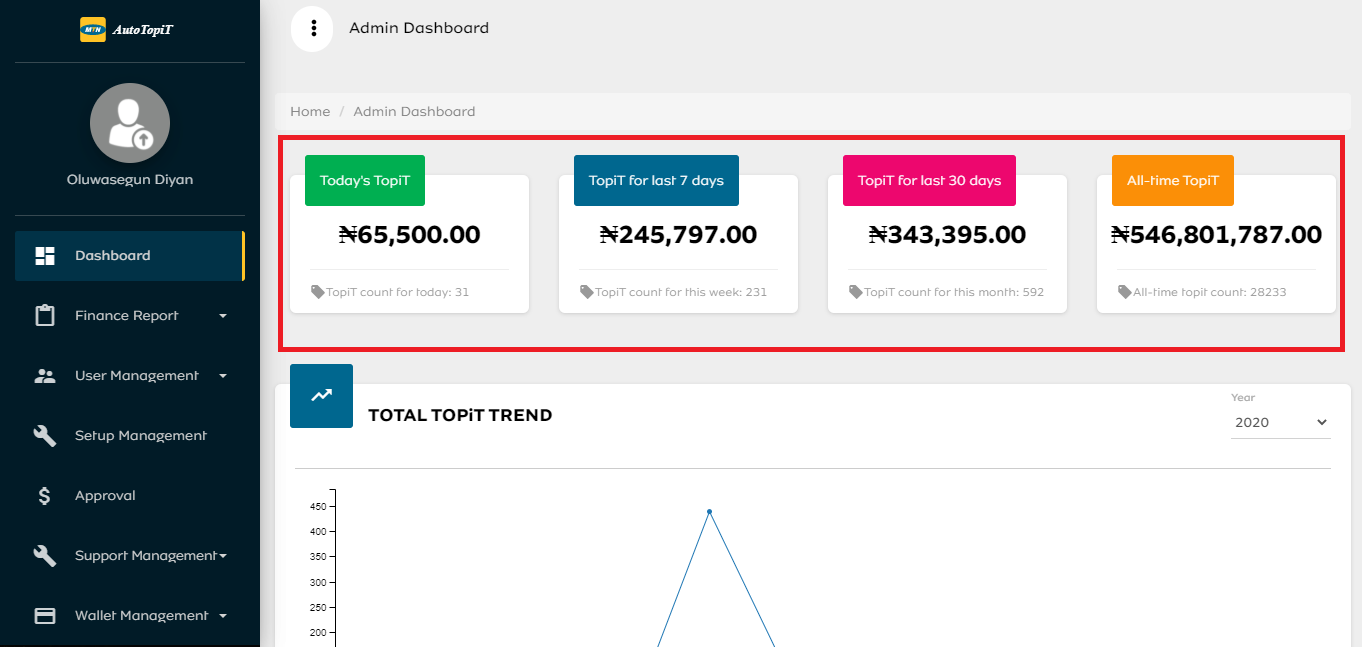 MTN AutoTopiT
Oluwasegun Diyan
Dashboard
Finance Report
User Management
Setup Management
Approval
Support Management
Wallet Management
Admin Dashboard
Home / Admin Dashboard
Today's TopiT
₦65,500.00
TopiT count for today: 31
TopiT for last 7 days
₦245,797.00
TopiT count for this week: 231
TopiT for last 30 days
₦343,395.00
TopiT count for this month: 592
All-time TopiT
₦546,801,787.00
All-time topit count: 28233
TOTAL TOPiT TREND
Year
2020
450
400
350
300
250
200